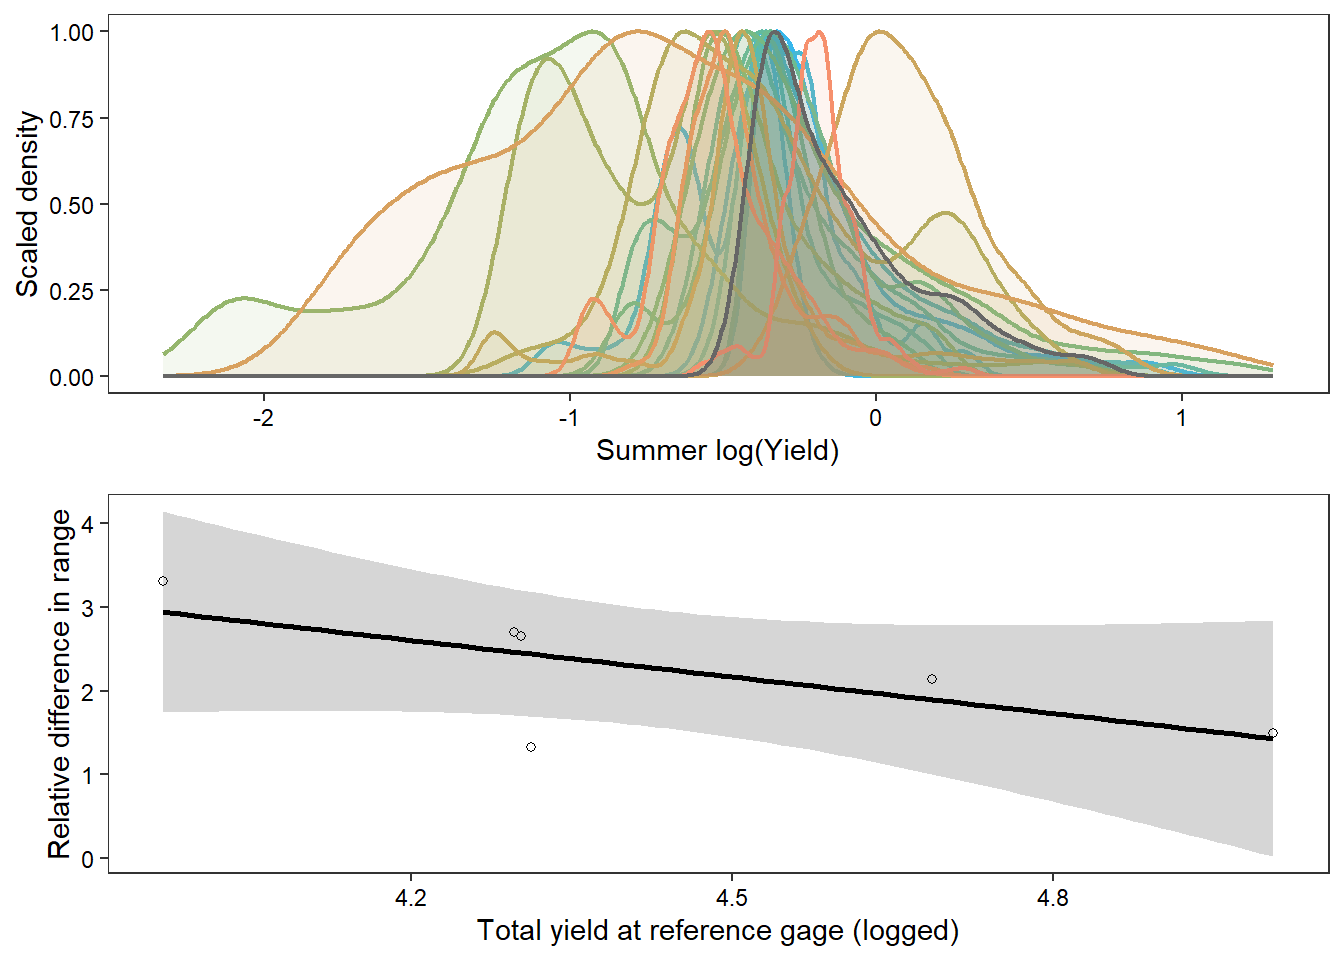 1.00
0.75
0.50
0.25
0.00
Scaled density
-2 -1 0 1
Summer log(Yield)
4
3
2
1
0
Relative difference in range
4.2 4.5 4.8
Total yield at reference gage (logged)